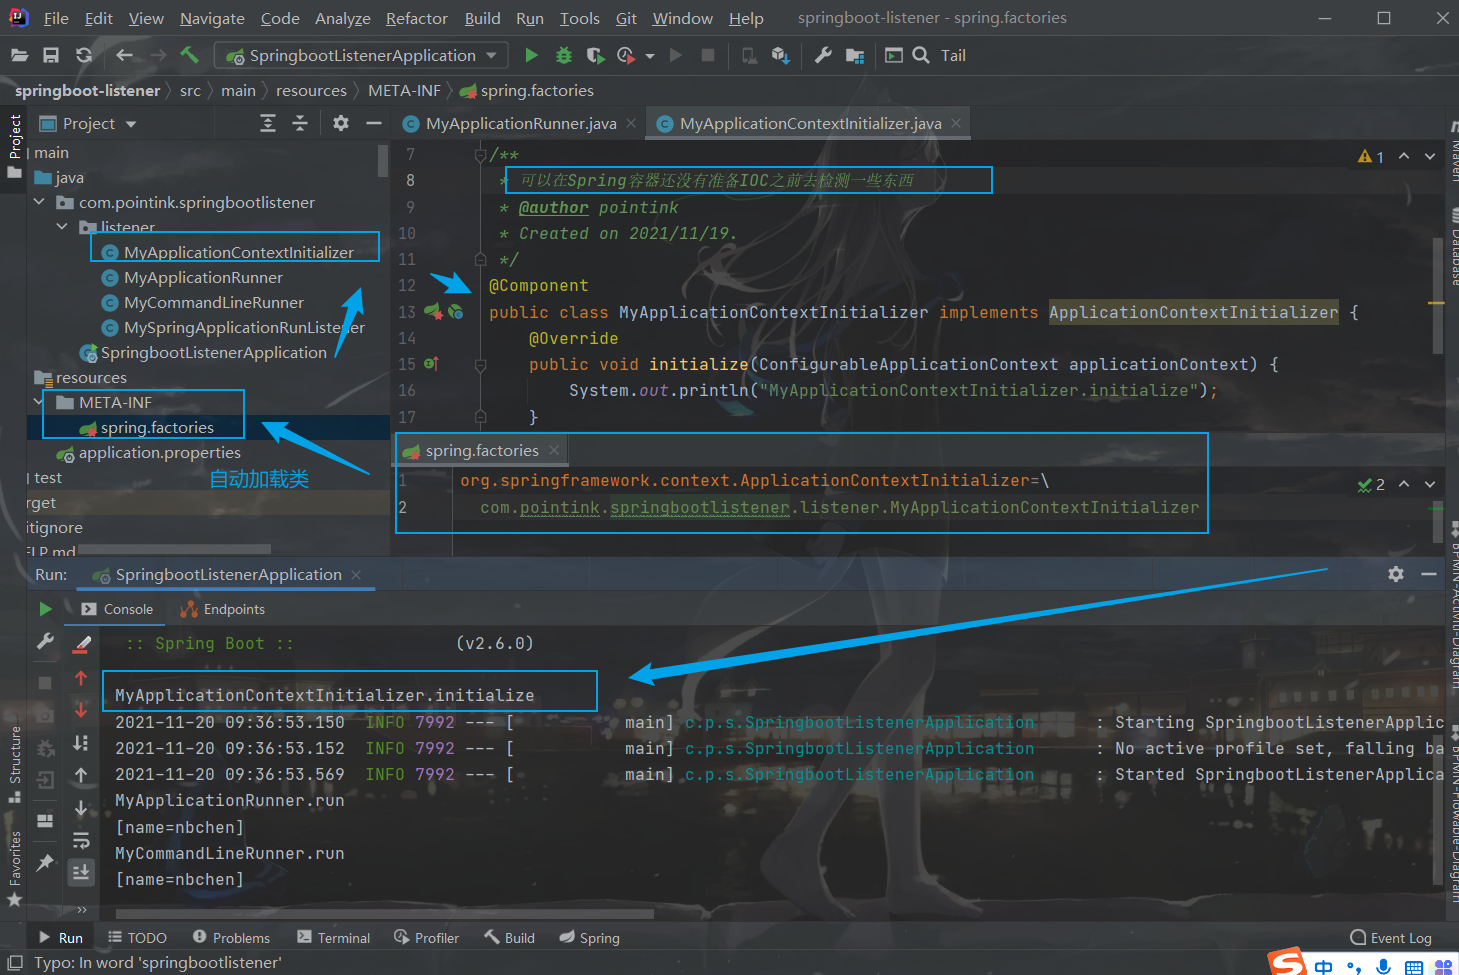 File Edit View Navigate Code Analyze Refactor Build Run Tools Git Window Help springboot-listener - spring.factories
SpringbootListenerApplication Tail
springboot-listener src main resources META-INF spring.factories
Project
Project
MyApplicationRunner.java MyApplicationContextInitializer.java
main
java
com.pointink.springbootlistener
listener
MyApplicationContextInitializer
MyApplicationRunner
MyCommandLineRunner
MySpringApplicationRunListener
SpringbootListenerApplication
resources
META-INF
spring.factories
application.properties
自动加载类
test
rget
itignore
ELP.md
7 /**
8 * 可以在Spring容器还没有准备IOC之前去检测一些东西
9 * @author pointink
10 * Created on 2021/11/19.
11 */
12 @Component
13 public class MyApplicationContextInitializer implements ApplicationContextInitializer {
14 @Override
15 public void initialize(ConfigurableApplicationContext applicationContext) {
16 System.out.println("MyApplicationContextInitializer.initialize");
17 }
1
spring.factories
1 org.springframework.context.ApplicationContextInitializer=\
2 com.pointink.springbootlistener.listener.MyApplicationContextInitializer
2
Maven
Database
BPMN-Activiti-Diagram
BPMN-Flowable-Diagram
Run: SpringbootListenerApplication
Console Endpoints
:: Spring Boot :: (v2.6.0)
MyApplicationContextInitializer.initialize
2021-11-20 09:36:53.150 INFO 7992 --- [ main] c.p.s.SpringbootListenerApplication : Starting SpringbootListenerApplic
2021-11-20 09:36:53.152 INFO 7992 --- [ main] c.p.s.SpringbootListenerApplication : No active profile set, falling ba
2021-11-20 09:36:53.569 INFO 7992 --- [ main] c.p.s.SpringbootListenerApplication : Started SpringbootListenerApplica
MyApplicationRunner.run
[name=nbchen]
MyCommandLineRunner.run
[name=nbchen]
Structure
Favorites
Run TODO Problems Terminal Profiler Build Spring Event Log
Typo: In word 'springbootlistener'
S 中